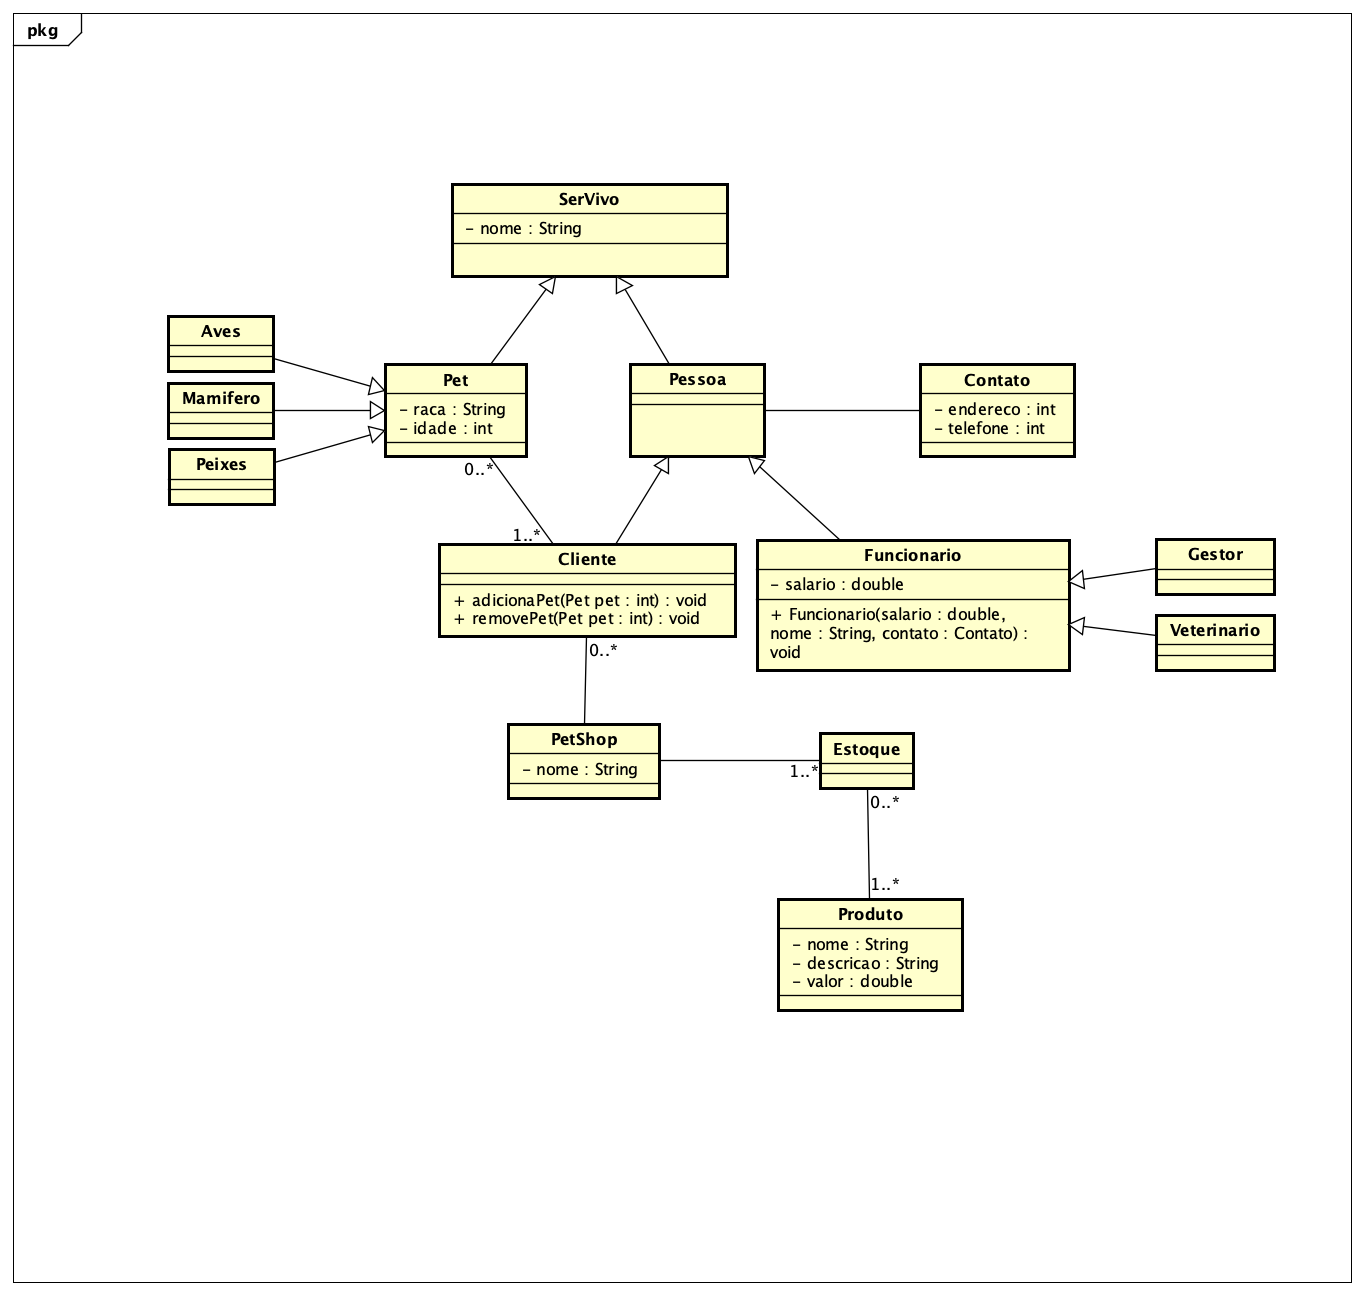 pkg
SerVivo
- nome : String
Aves
Mamifero
Peixes
Pet
- raca : String
- idade : int
Pessoa
Contato
- endereco : int
- telefone : int
0..*
1..*
Cliente
+ adicionaPet(Pet pet : int) : void
+ removePet(Pet pet : int) : void
Funcionario
- salario : double
+ Funcionario(salario : double,
nome : String, contato : Contato) :
void
Gestor
Veterinario
0..*
PetShop
- nome : String
1..*
Estoque
0..*
1..*
Produto
- nome : String
- descricao : String
- valor : double